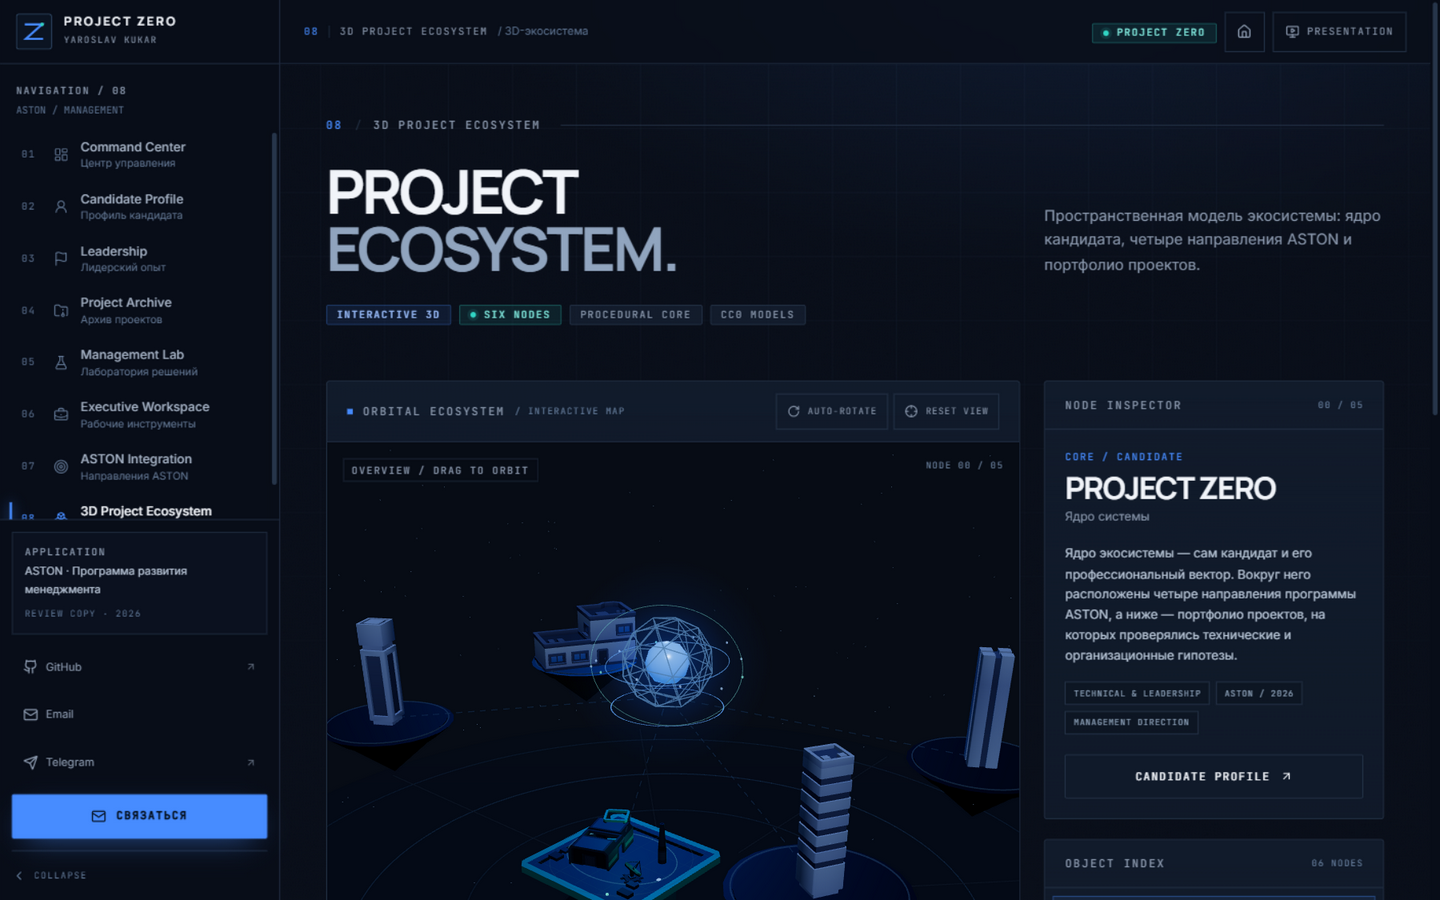 PROJECT ZERO
YAROSLAV KUKAR
08 3D PROJECT ECOSYSTEM / 3D-экосистема
PROJECT ZERO
PRESENTATION
NAVIGATION / 08
ASTON / MANAGEMENT
01 Command Center
Центр управления
02 Candidate Profile
Профиль кандидата
03 Leadership
Лидерский опыт
04 Project Archive
Архив проектов
05 Management Lab
Лаборатория решений
06 Executive Workspace
Рабочие инструменты
07 ASTON Integration
Направления ASTON
08 3D Project Ecosystem
APPLICATION
ASTON · Программа развития
менеджмента
REVIEW COPY · 2026
GitHub
Email
Telegram
СВЯЗАТЬСЯ
COLLAPSE
08 / 3D PROJECT ECOSYSTEM
PROJECT
ECOSYSTEM.
Пространственная модель экосистемы: ядро
кандидата, четыре направления ASTON и
портфолио проектов.
INTERACTIVE 3D
SIX NODES
PROCEDURAL CORE
CC0 MODELS
ORBITAL ECOSYSTEM / INTERACTIVE MAP
AUTO-ROTATE
RESET VIEW
OVERVIEW / DRAG TO ORBIT
NODE 00 / 05
NODE INSPECTOR
00 / 05
CORE / CANDIDATE
PROJECT ZERO
Ядро системы
Ядро экосистемы — сам кандидат и его
профессиональный вектор. Вокруг него
расположены четыре направления программы
ASTON, а ниже — портфолио проектов, на
которых проверялись технические и
организационные гипотезы.
TECHNICAL & LEADERSHIP
ASTON / 2026
MANAGEMENT DIRECTION
CANDIDATE PROFILE
OBJECT INDEX
06 NODES